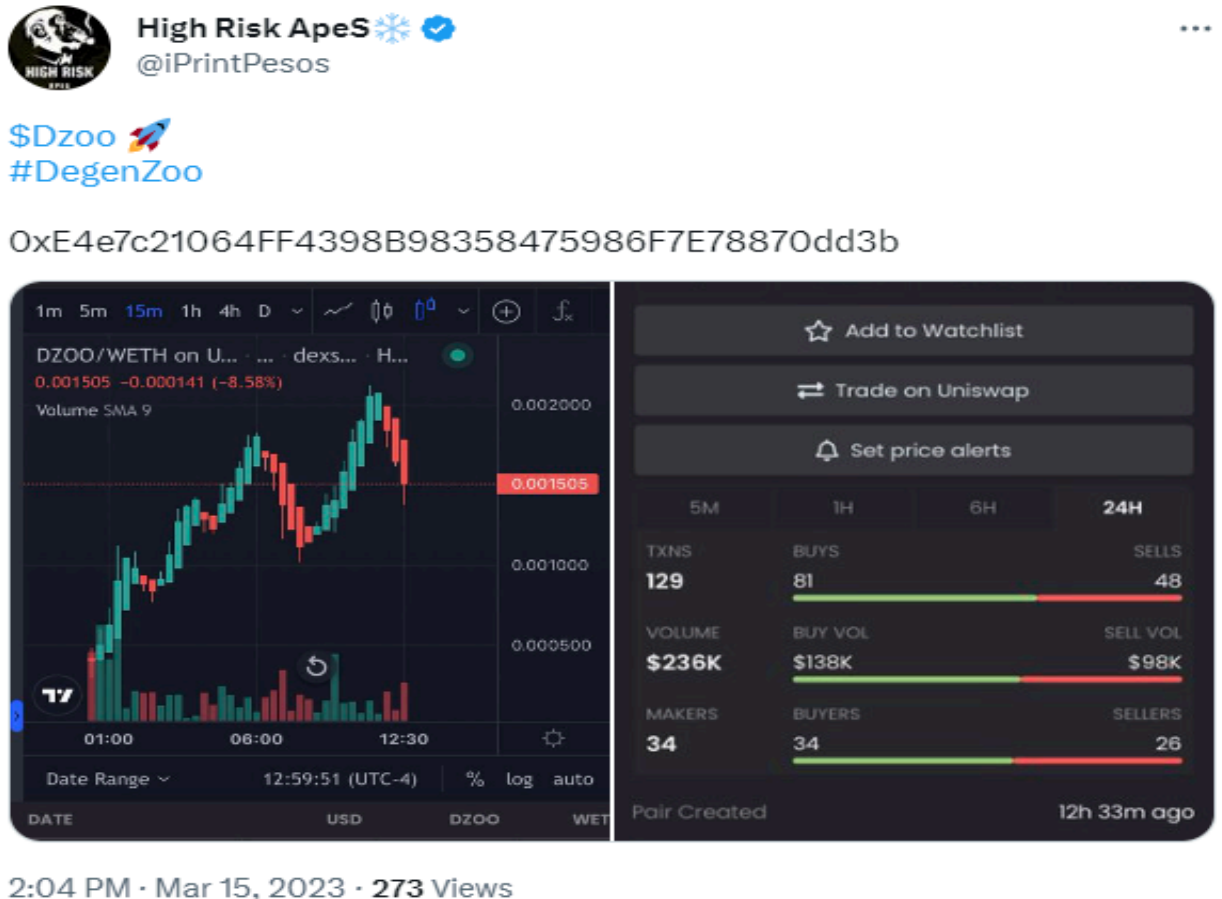 High Risk ApeS❄️
@iPrintPesos
HIGH RISK
APES
$Dzoo 🚀
#DegenZoo
0xE4e7c21064FF4398B98358475986F7E78870dd3b
1m 5m 15m 1h 4h D
DZOO/WETH on U... · ... · dexs... · H...
0.001505 −0.000141 (−8.58%)
Volume SMA 9
0.002000
0.001505
0.001000
0.000500
01:00 06:00 12:30
Date Range 12:59:51 (UTC-4) % log auto
DATE USD DZOO WET
Add to Watchlist
Trade on Uniswap
Set price alerts
5M 1H 6H 24H
TXNS BUYS SELLS
129 81 48
VOLUME BUY VOL SELL VOL
$236K $138K $98K
MAKERS BUYERS SELLERS
34 34 26
Pair Created 12h 33m ago
2:04 PM · Mar 15, 2023 · 273 Views